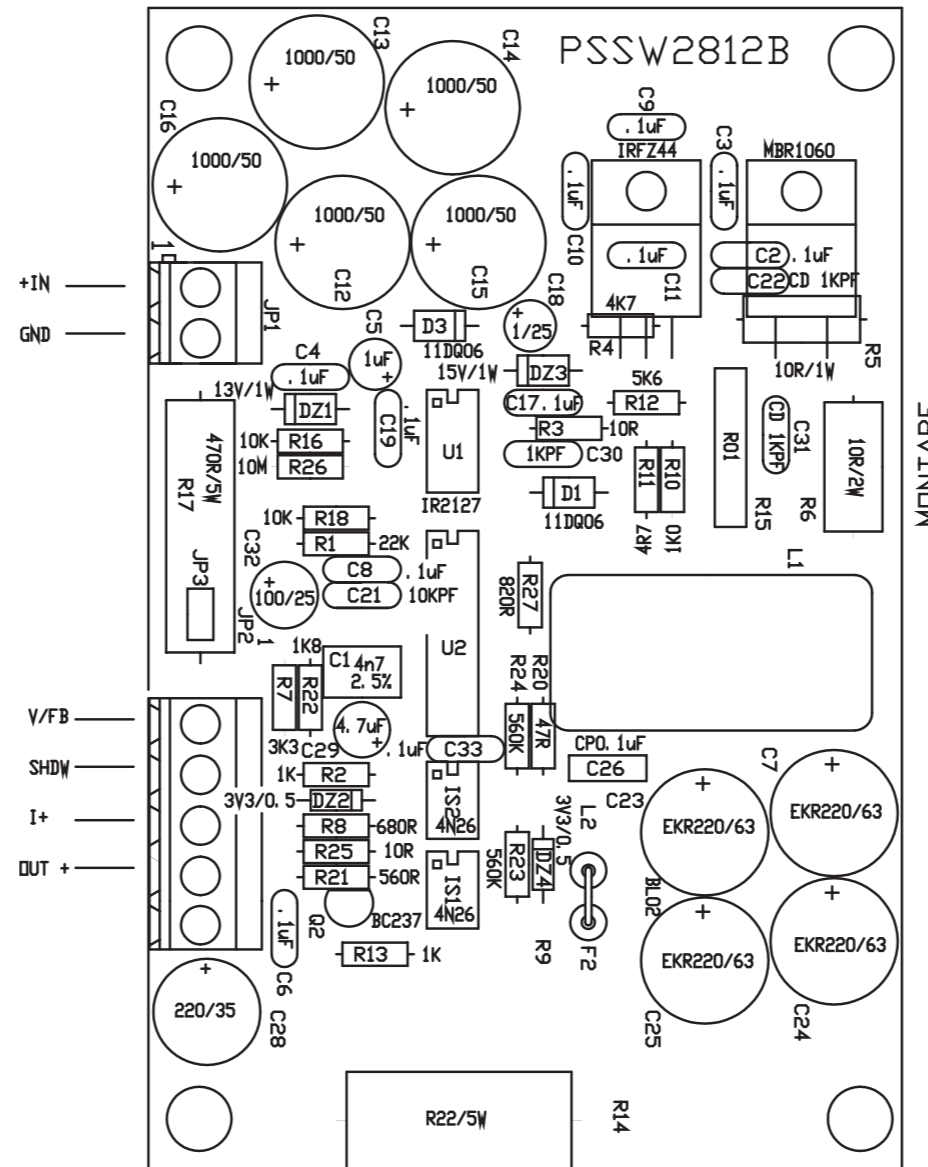 PSSW2812B
C13
1000/50
C14
1000/50
C16
1000/50
1000/50
C12
1000/50
C15
C9
.1uF
IRFZ44
C3
.1uF
MBR1060
.1uF
C10
.1uF
C11
C2 .1uF
C22 CD 1KPF
+IN
GND
1
JP1
C5
1uF
D3
11DQ06
C18
1/25
4K7
R4
10R/1W
R5
C4
.1uF
13V/1W
DZ1
15V/1W
DZ3
5K6
R12
C17 .1uF
C19
.1uF
U1
IR2127
R3 10R
1KPF C30
10K R16
10M R26
470R/5W
R17
D1
11DQ06
R11
4K7
R10
1K0
R01
R15
CD 1KPF
C31
10R/2W
R6
10K R18
R1 22K
C8 .1uF
C21 10KPF
C32
100/25
JP3
JP2
1
U2
R27
820R
L1
1K8
R7
3K3
R22
C1 4n7
2.5%
4.7uF
C29
.1uF C33
R24
560K
R20
47R
CP0.1uF
C26
V/FB
SHDW
I+
OUT +
1K R2
3V3/0.5 DZ2
R8 680R
R25 10R
R21 560R
IS2
4N26
IS1
4N26
Q2
BC237
R13 1K
R23
560K
DZ4
3V3/0.5
R9
L2
F2
C23
EKR220/63
C7
EKR220/63
BL02
EKR220/63
C25
EKR220/63
C24
.1uF
C6
220/35
C28
R22/5W
R14